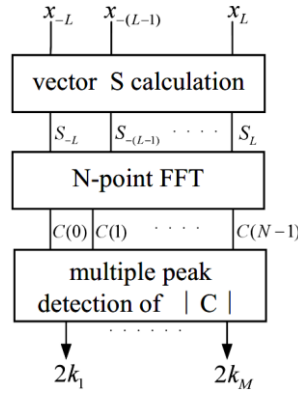 x_{-L} x_{-(L-1)} x_L
vector S calculation
S_{-L} S_{-(L-1)} · · · · S_L
N-point FFT
C(0) C(1) · · · · C(N-1)
multiple peak
detection of | C |
· · · · · ·
2k_1 2k_M